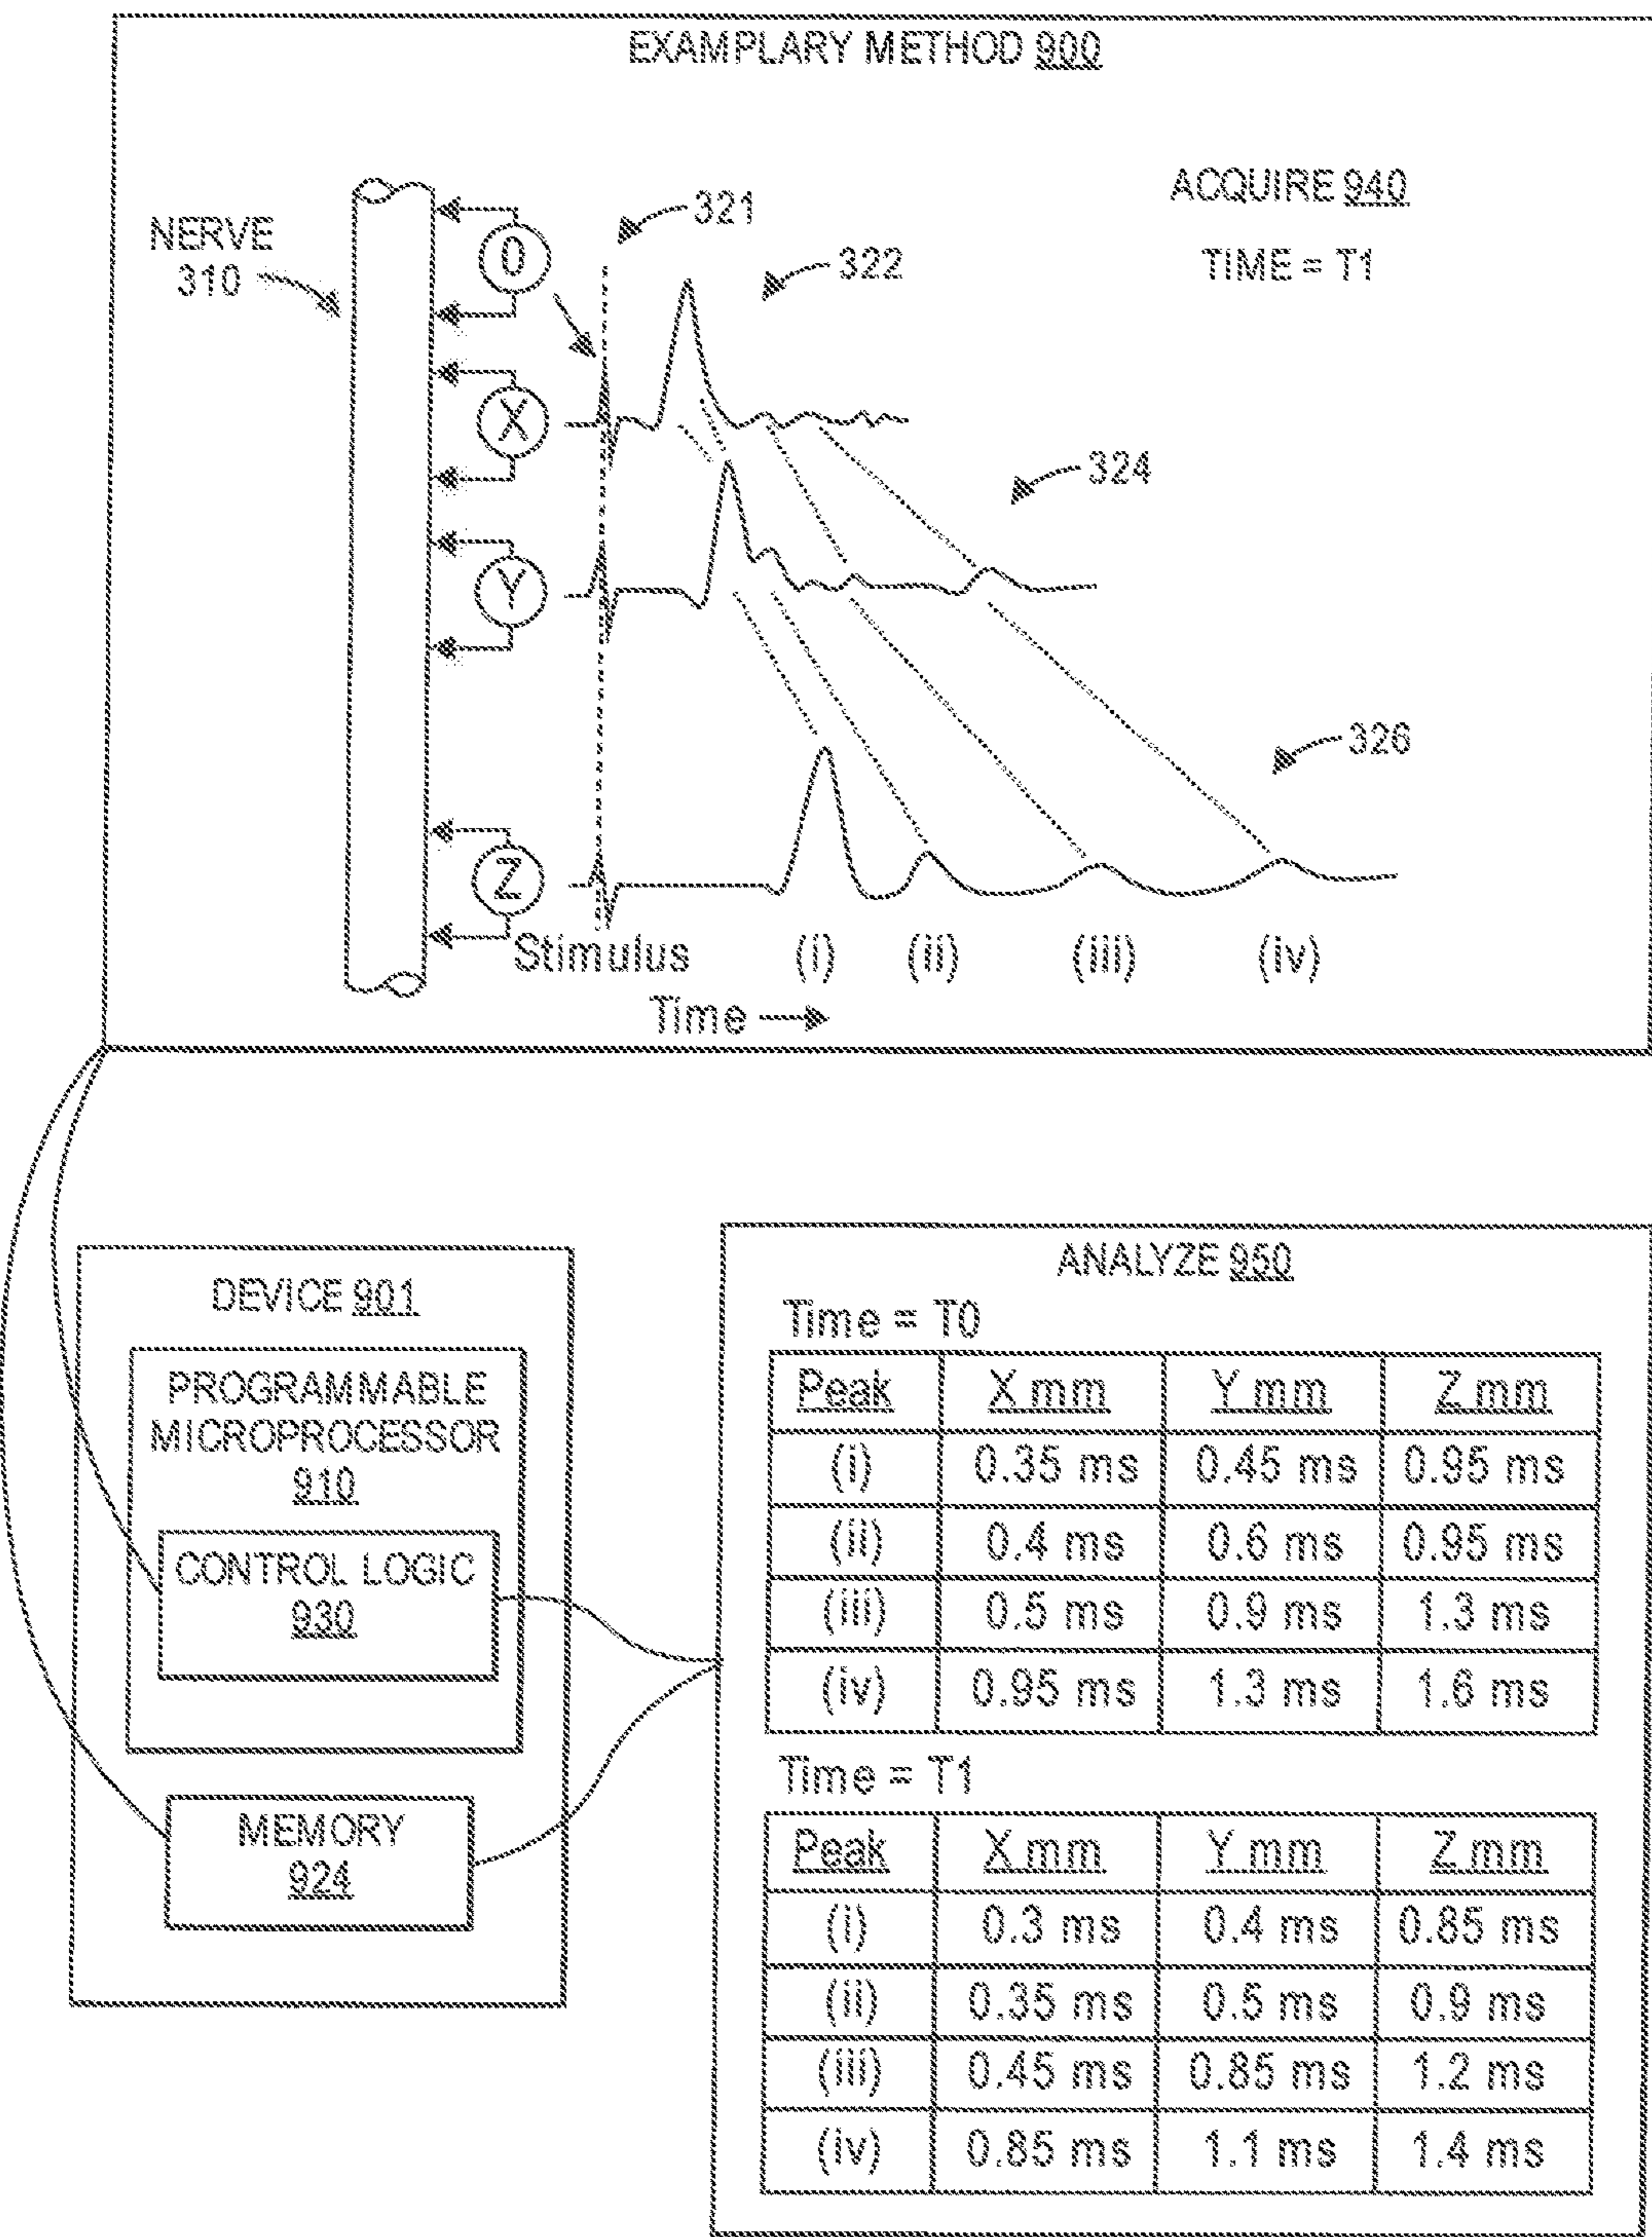 EXAMPLARY METHOD 900
ACQUIRE 940
TIME = T1
NERVE
310
0
321
322
X
324
Y
326
Z
Stimulus (i) (ii) (iii) (iv)
Time
DEVICE 901
PROGRAMMABLE
MICROPROCESSOR
910
CONTROL LOGIC
930
MEMORY
924
ANALYZE 950
Time = T0
Peak X mm Y mm Z mm
(i) 0.35 ms 0.45 ms 0.95 ms
(ii) 0.4 ms 0.6 ms 0.95 ms
(iii) 0.5 ms 0.9 ms 1.3 ms
(iv) 0.95 ms 1.3 ms 1.6 ms
Time = T1
Peak X mm Y mm Z mm
(i) 0.3 ms 0.4 ms 0.85 ms
(ii) 0.35 ms 0.5 ms 0.9 ms
(iii) 0.45 ms 0.85 ms 1.2 ms
(iv) 0.85 ms 1.1 ms 1.4 ms